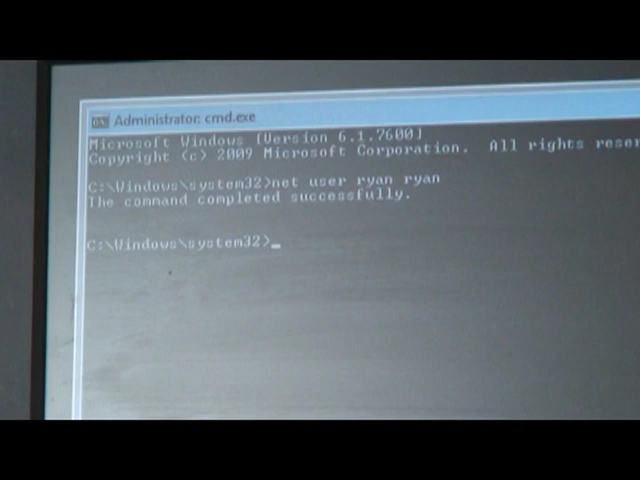 Administrator: cmd.exe
Microsoft Windows [Version 6.1.7600]
Copyright (c) 2009 Microsoft Corporation. All rights reser
C:\Windows\system32>net user ryan ryan
The command completed successfully.
C:\Windows\system32>_